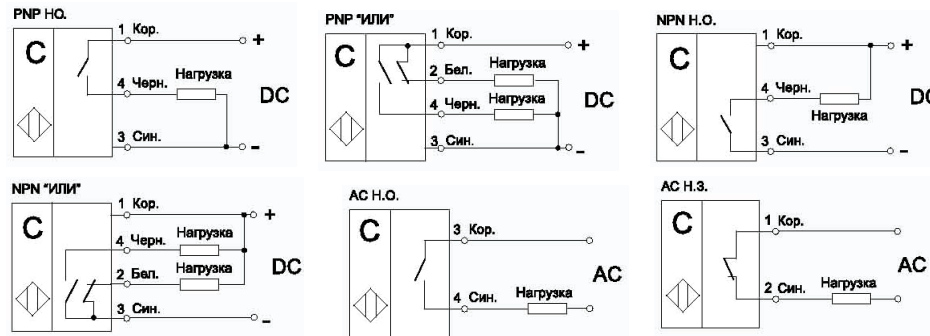 PNP НО.
C
1 Кор.
+
4 Черн.
Нагрузка
DC
3 Син.
-
PNP "ИЛИ"
C
1 Кор.
+
2 Бел.
Нагрузка
4 Черн.
Нагрузка
DC
3 Син.
-
NPN Н.О.
C
1 Кор.
+
4 Черн.
Нагрузка
DC
3 Син.
-
NPN "ИЛИ"
C
1 Кор.
+
4 Черн.
Нагрузка
2 Бел.
Нагрузка
DC
3 Син.
-
AC Н.О.
C
3 Кор.
AC
4 Син.
Нагрузка
AC Н.З.
C
1 Кор.
AC
2 Син.
Нагрузка